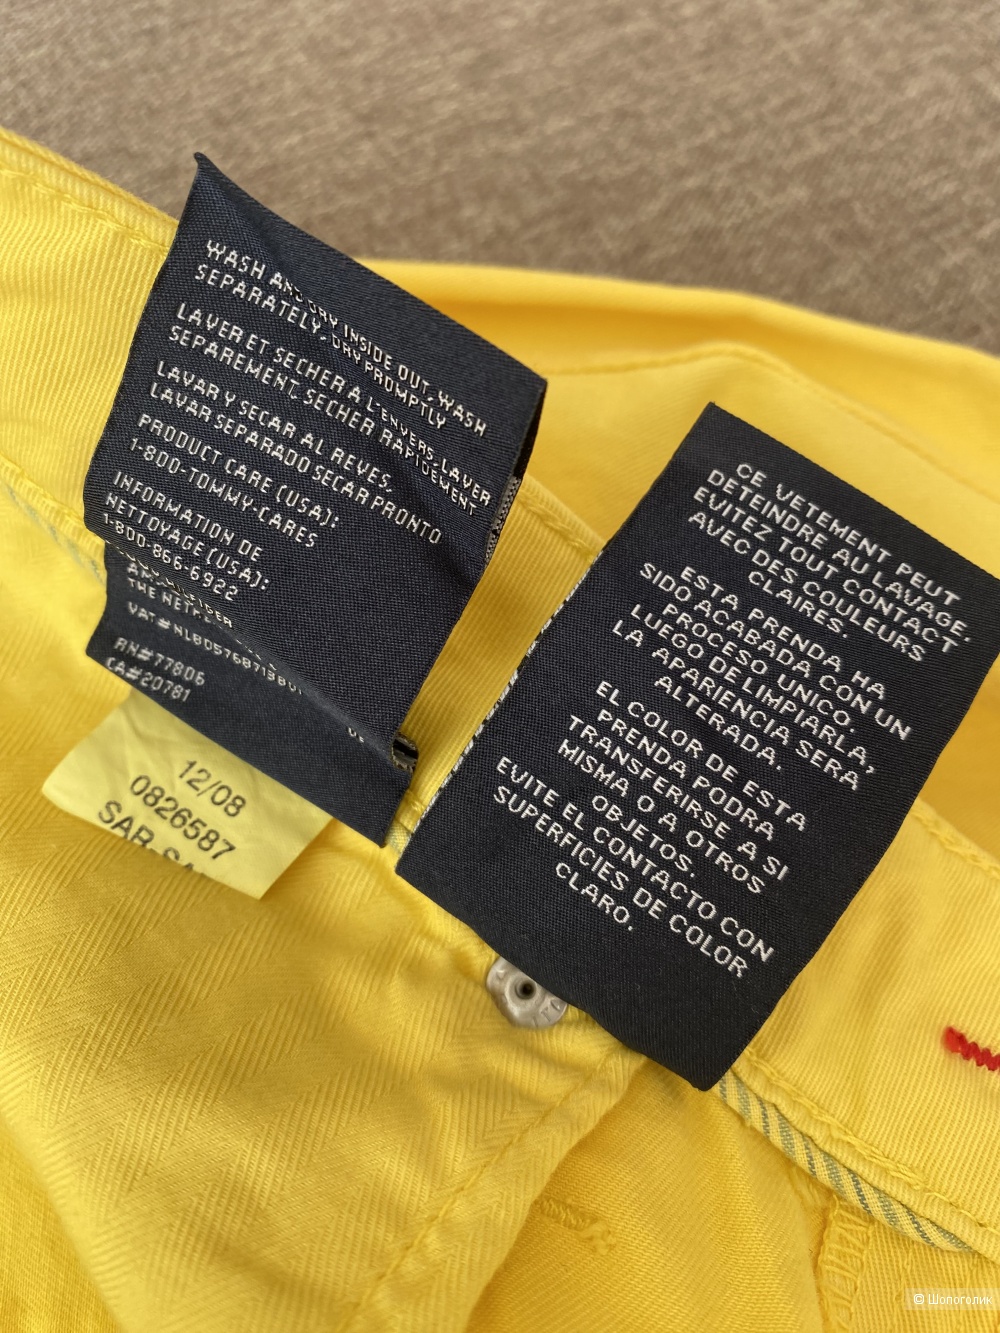 WASH AND DRY INSIDE OUT, WASH
SEPARATELY, DRY PROMPTLY
LAVER ET SECHER A L'ENVERS, LAVER
SEPAREMENT, SECHER RAPIDEMENT
LAVAR Y SECAR AL REVES,
LAVAR SEPARADO SECAR PRONTO
PRODUCT CARE (USA):
1-800-TOMMY-CARES
INFORMATION DE
NETTOYAGE (USA):
1-800-866-6922
HILFIGER
THE
VAT#
RN#77806
CA#20781
12/08
0826587
SAR
CE VETEMENT PEUT
DETEINDRE AU LAVAGE.
EVITEZ TOUT CONTACT
AVEC DES COULEURS
CLAIRES.
ESTA PRENDA HA
SIDO ACABADA CON UN
PROCESO UNICO.
LUEGO DE LIMPIARLA,
LA APARIENCIA SERA
ALTERADA.
EL COLOR DE ESTA
PRENDA PODRA
TRANSFERIRSE A SI
MISMA O A OTROS
OBJETOS.
EVITE EL CONTACTO CON
SUPERFICIES DE COLOR
CLARO.
© Шопоголик